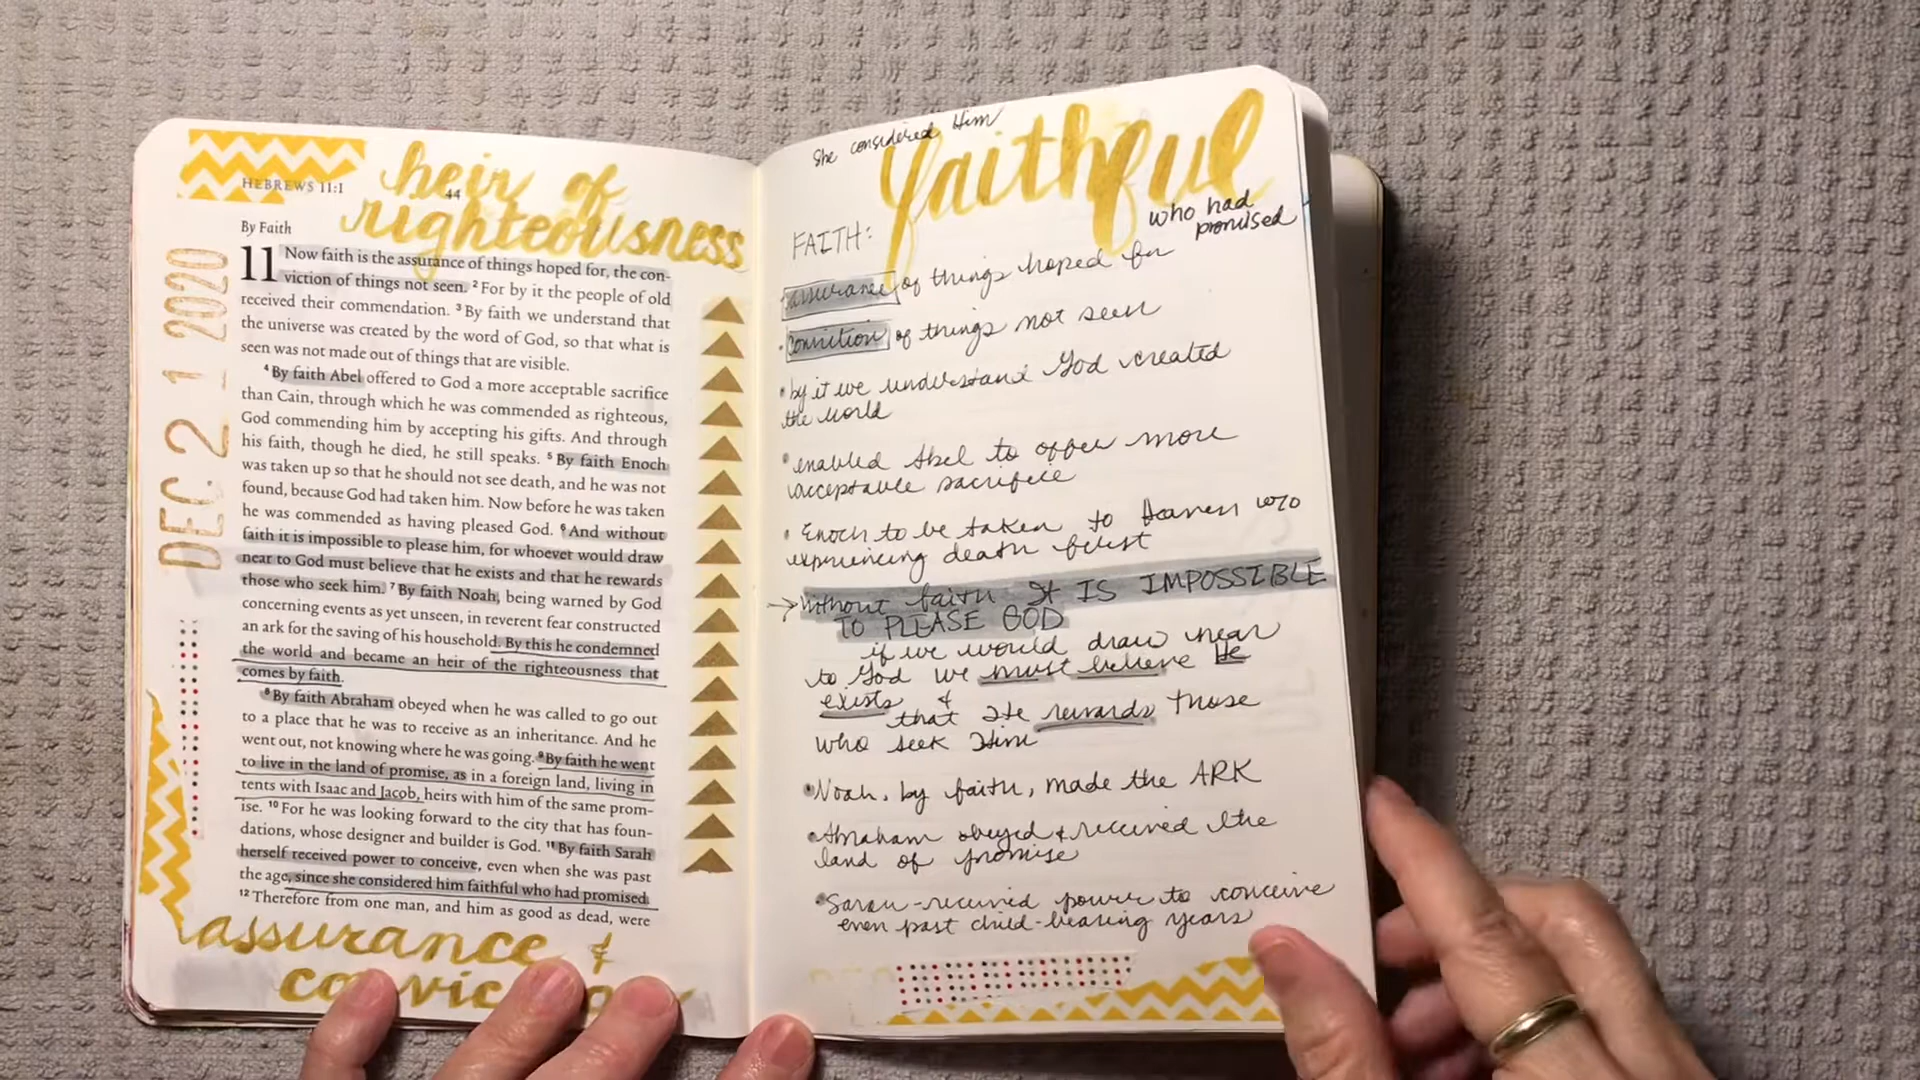 HEBREWS 11:1
44
heir of
righteousness
DEC 21 2020
By Faith
11 Now faith is the assurance of things hoped for, the con-
viction of things not seen. 2 For by it the people of old
received their commendation. 3 By faith we understand that
the universe was created by the word of God, so that what is
seen was not made out of things that are visible.
4 By faith Abel offered to God a more acceptable sacrifice
than Cain, through which he was commended as righteous,
God commending him by accepting his gifts. And through
his faith, though he died, he still speaks. 5 By faith Enoch
was taken up so that he should not see death, and he was not
found, because God had taken him. Now before he was taken
he was commended as having pleased God. 6 And without
faith it is impossible to please him, for whoever would draw
near to God must believe that he exists and that he rewards
those who seek him. 7 By faith Noah, being warned by God
concerning events as yet unseen, in reverent fear constructed
an ark for the saving of his household. By this he condemned
the world and became an heir of the righteousness that
comes by faith.
8 By faith Abraham obeyed when he was called to go out
to a place that he was to receive as an inheritance. And he
went out, not knowing where he was going. 9 By faith he went
to live in the land of promise, as in a foreign land, living in
tents with Isaac and Jacob, heirs with him of the same prom-
ise. 10 For he was looking forward to the city that has foun-
dations, whose designer and builder is God. 11 By faith Sarah
herself received power to conceive, even when she was past
the age, since she considered him faithful who had promised.
12 Therefore from one man, and him as good as dead, were
assurance &
she considered Him
faithful
who had
promised
FAITH:
assurance of things hoped for
• conviction of things not seen
• by it we understand God created
the world
• enabled Abel to offer more
acceptable sacrifice
• Enoch to be taken to Heaven w/o
experiencing death first
→ Without faith It IS IMPOSSIBLE
TO PLEASE GOD
if we would draw near
to God we must believe He
exists &
that He rewards those
who seek Him
• Noah, by faith, made the ARK
• Abraham obeyed & received the
land of promise
• Sarah - received power to conceive
even past child-bearing years